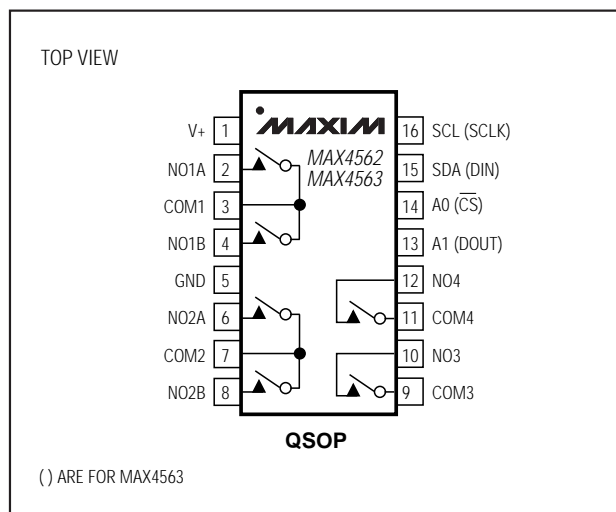 TOP VIEW
MAXIM
MAX4562
MAX4563
V+ 1
NO1A 2
COM1 3
NO1B 4
GND 5
NO2A 6
COM2 7
NO2B 8
16 SCL (SCLK)
15 SDA (DIN)
14 A0 (C̅S̅)
13 A1 (DOUT)
12 NO4
11 COM4
10 NO3
9 COM3
QSOP
( ) ARE FOR MAX4563